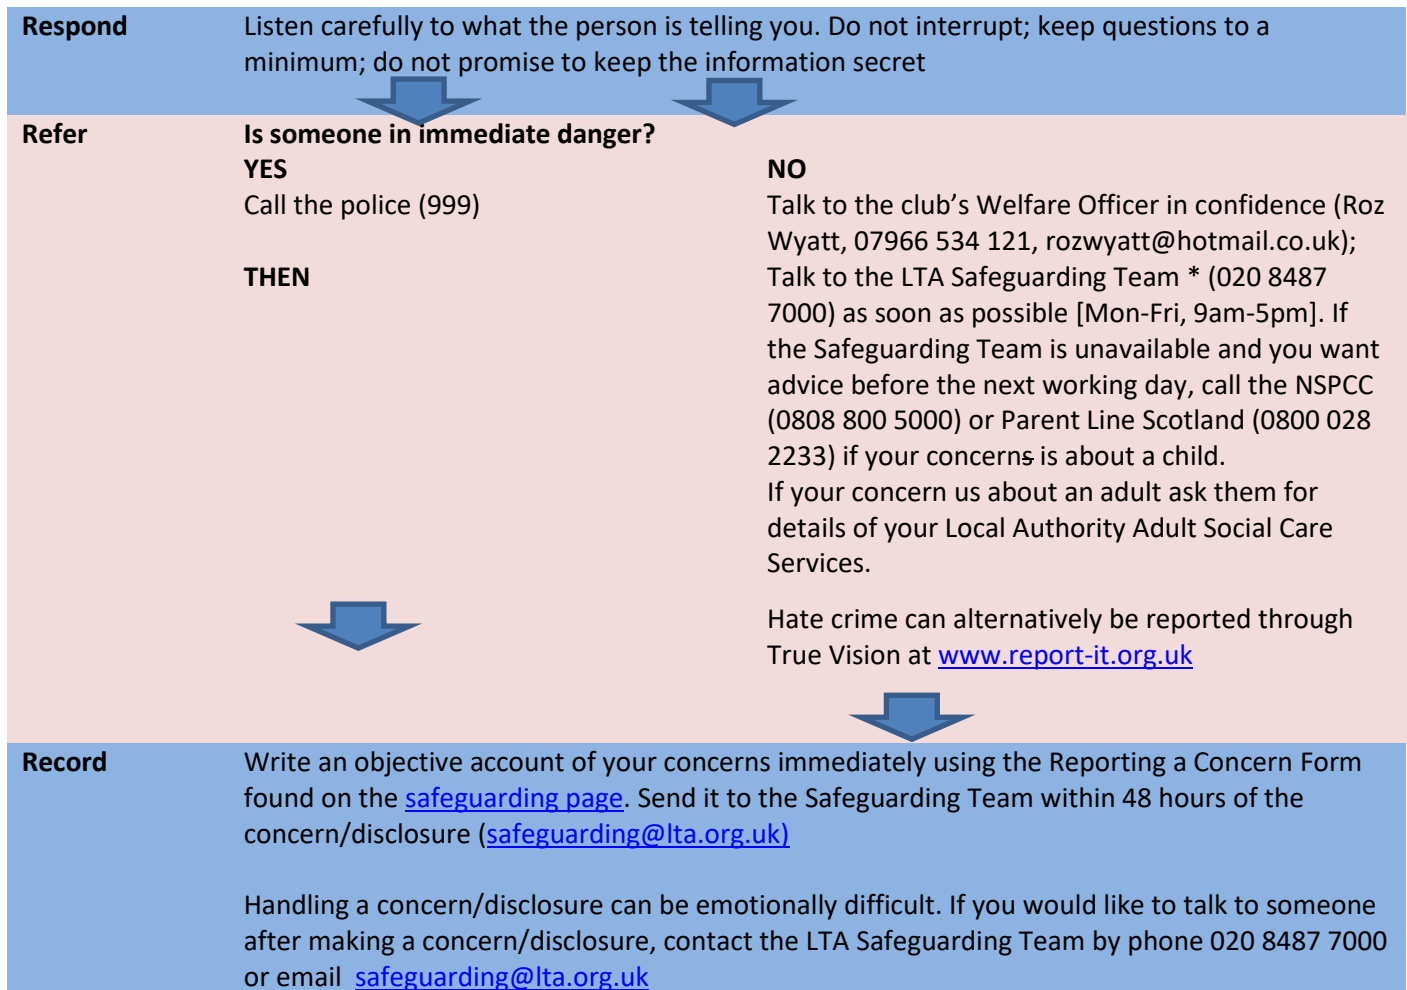 Respond
Listen carefully to what the person is telling you. Do not interrupt; keep questions to a
minimum; do not promise to keep the information secret
Refer
Is someone in immediate danger?
YES
Call the police (999)
THEN
NO
Talk to the club’s Welfare Officer in confidence (Roz
Wyatt, 07966 534 121, rozwyatt@hotmail.co.uk);
Talk to the LTA Safeguarding Team * (020 8487
7000) as soon as possible [Mon-Fri, 9am-5pm]. If
the Safeguarding Team is unavailable and you want
advice before the next working day, call the NSPCC
(0808 800 5000) or Parent Line Scotland (0800 028
2233) if your concerns is about a child.
If your concern us about an adult ask them for
details of your Local Authority Adult Social Care
Services.
Hate crime can alternatively be reported through
True Vision at www.report-it.org.uk
Record
Write an objective account of your concerns immediately using the Reporting a Concern Form
found on the safeguarding page. Send it to the Safeguarding Team within 48 hours of the
concern/disclosure (safeguarding@lta.org.uk)
Handling a concern/disclosure can be emotionally difficult. If you would like to talk to someone
after making a concern/disclosure, contact the LTA Safeguarding Team by phone 020 8487 7000
or email safeguarding@lta.org.uk